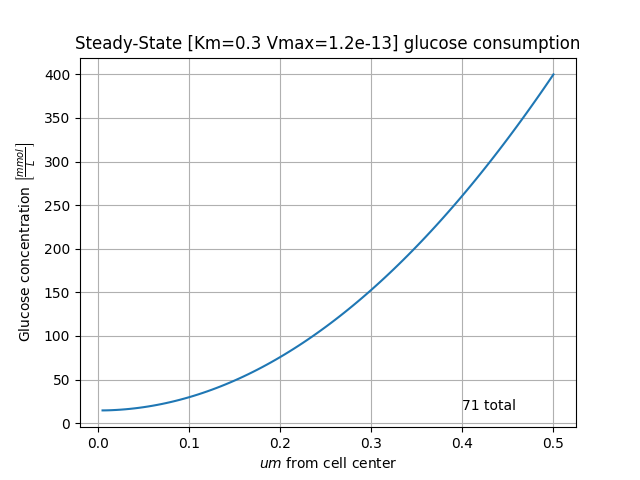 Steady-State [Km=0.3 Vmax=1.2e-13] glucose consumption
Glucose concentration [mmol/L]
400
350
300
250
200
150
100
50
0
71 total
0.0 0.1 0.2 0.3 0.4 0.5
um from cell center